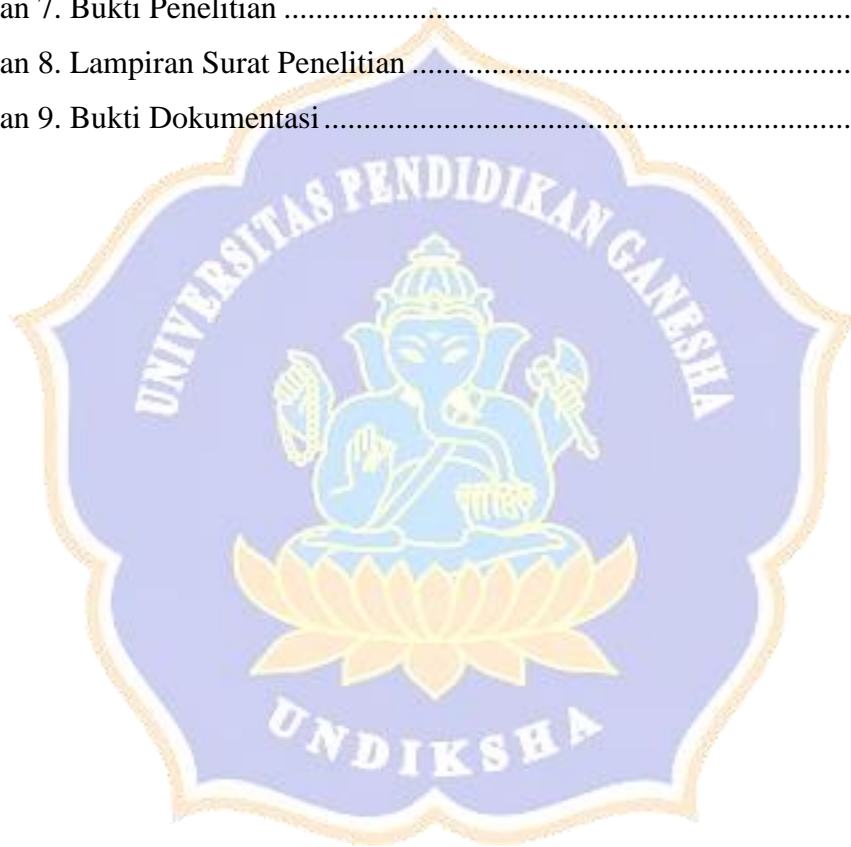 an 7. Bukti Penelitian ........................................................................
an 8. Lampiran Surat Penelitian .......................................................
an 9. Bukti Dokumentasi ..................................................................
UNIVERSITAS PENDIDIKAN GANESHA
UNDIKSHA